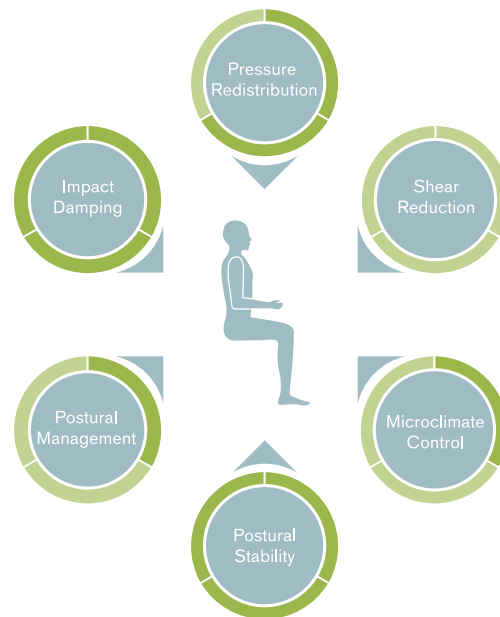 Pressure
Redistribution
Impact
Damping
Shear
Reduction
Postural
Management
Microclimate
Control
Postural
Stability